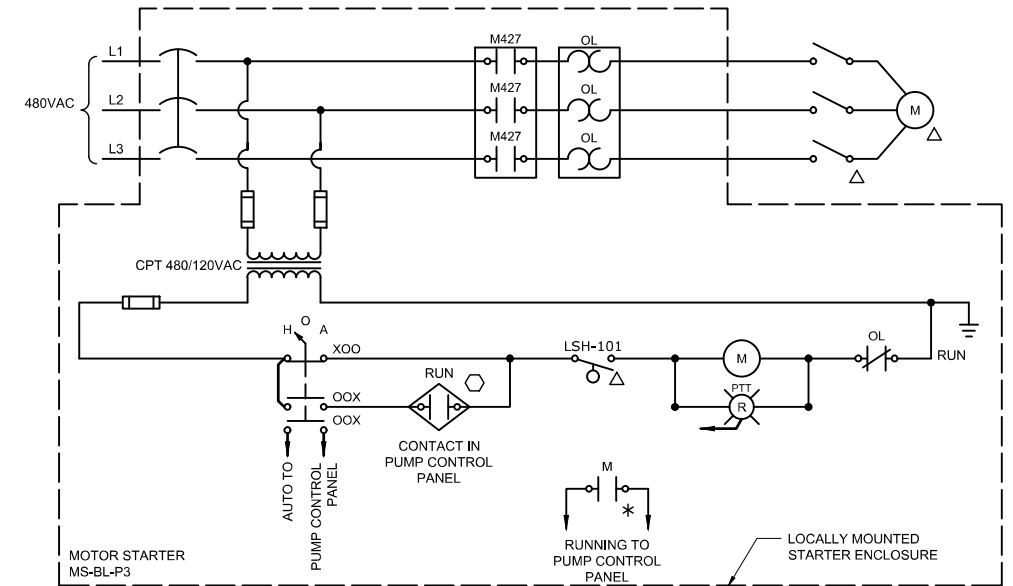 L1
M427
OL
480VAC
L2
M427
OL
M
L3
M427
OL
CPT 480/120VAC
H O A
XOO
LSH-101
OL
RUN
M
RUN
PTT
R
OOX
OOX
CONTACT IN
PUMP CONTROL
PANEL
AUTO TO
PUMP CONTROL
PANEL
M
RUNNING TO
PUMP CONTROL
PANEL
LOCALLY MOUNTED
STARTER ENCLOSURE
MOTOR STARTER
MS-BL-P3